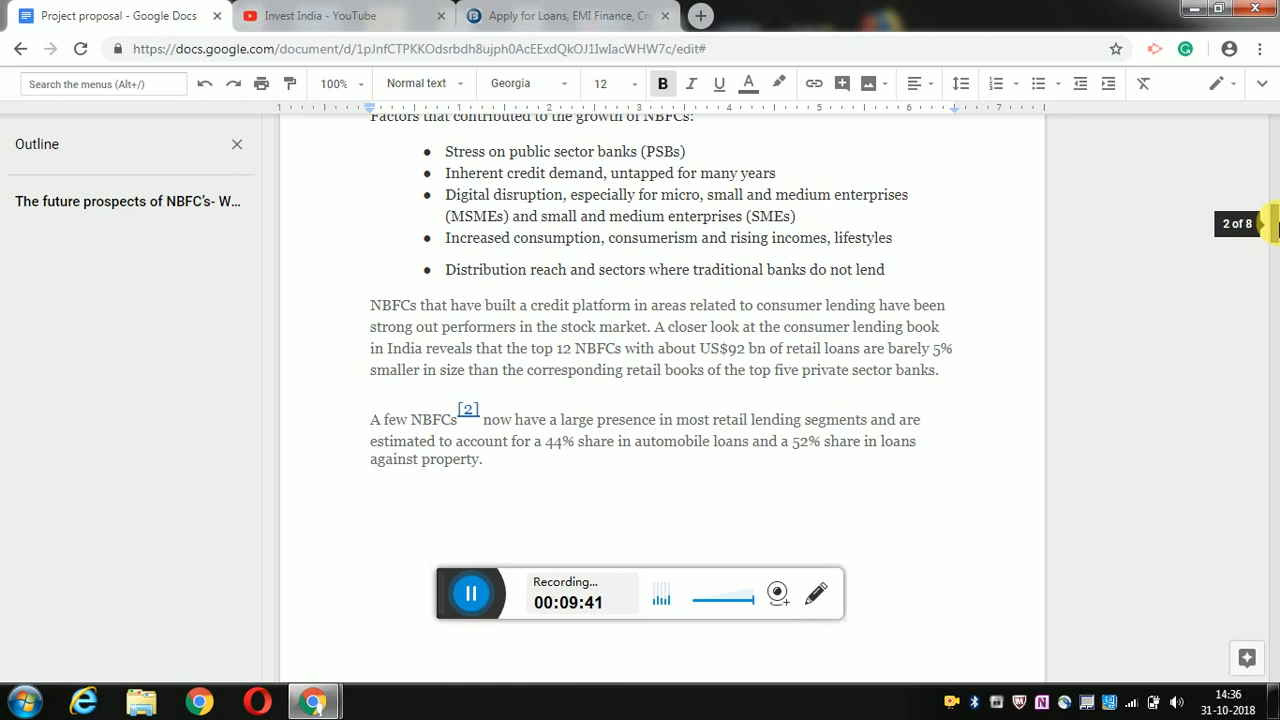 Project proposal - Google Docs
Invest India - YouTube
Apply for Loans, EMI Finance, Cre
https://docs.google.com/document/d/1pJnfCTPKKOdsrbdh8ujph0AcEExdQkOJ1IwIacWHW7c/edit#
Search the menus (Alt+/)
100%
Normal text
Georgia
12
B I U A
1 1 2 3 4 5 6 7
Outline
The future prospects of NBFC's- W...
Factors that contributed to the growth of NBFCs:
● Stress on public sector banks (PSBs)
● Inherent credit demand, untapped for many years
● Digital disruption, especially for micro, small and medium enterprises
(MSMEs) and small and medium enterprises (SMEs)
● Increased consumption, consumerism and rising incomes, lifestyles
● Distribution reach and sectors where traditional banks do not lend
2 of 8
NBFCs that have built a credit platform in areas related to consumer lending have been
strong out performers in the stock market. A closer look at the consumer lending book
in India reveals that the top 12 NBFCs with about US$92 bn of retail loans are barely 5%
smaller in size than the corresponding retail books of the top five private sector banks.
A few NBFCs[2] now have a large presence in most retail lending segments and are
estimated to account for a 44% share in automobile loans and a 52% share in loans
against property.
Recording...
00:09:41
14:36
31-10-2018